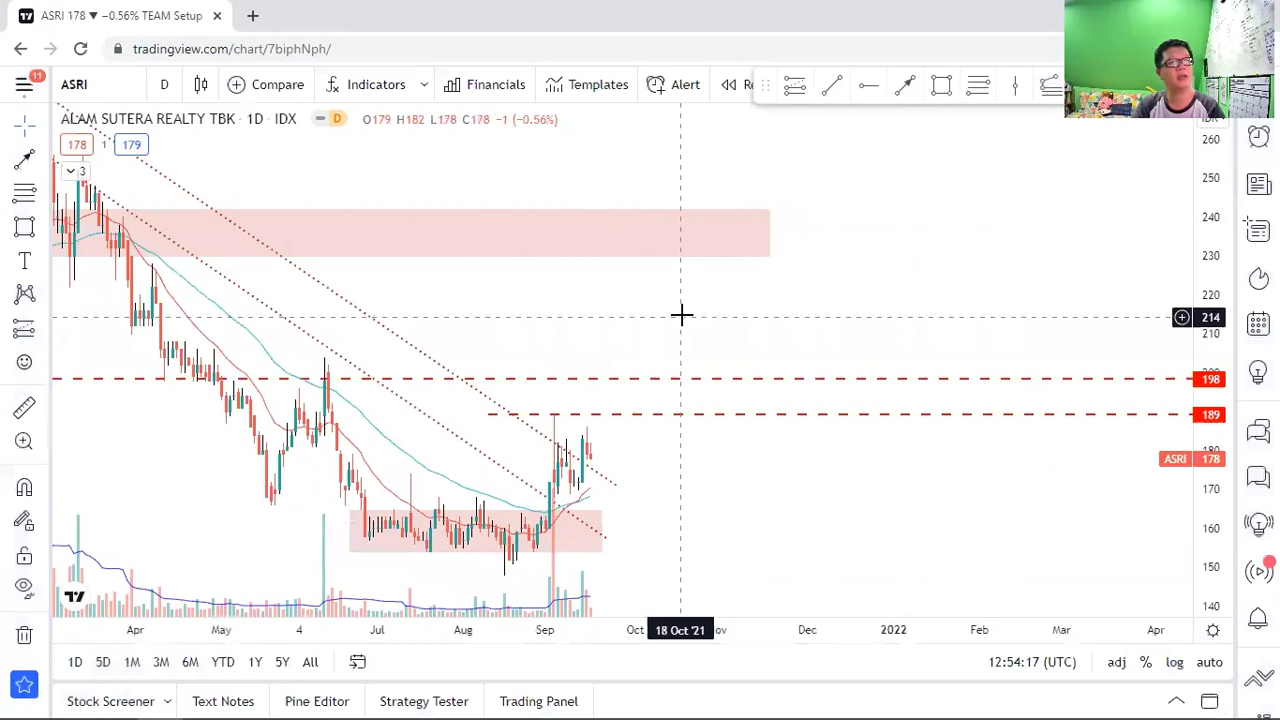 ASRI 178 ▼ −0.56% TEAM Setup
tradingview.com/chart/7biphNph/
11
ASRI D Compare Indicators Financials Templates Alert Re
ALAM SUTERA REALTY TBK · 1D · IDX D O179 H182 L178 C178 −1 (−0.56%)
178 1 179
3
260
250
240
230
220
214
210
198
189
180
ASRI 178
170
160
150
140
Apr May 4 Jul Aug Sep Oct 18 Oct '21 ov Dec 2022 Feb Mar Apr
1D 5D 1M 3M 6M YTD 1Y 5Y All 12:54:17 (UTC) adj % log auto
Stock Screener Text Notes Pine Editor Strategy Tester Trading Panel